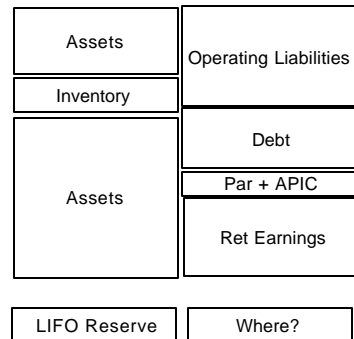 Assets
Operating Liabilities
Inventory
Debt
Assets
Par + APIC
Ret Earnings
LIFO Reserve
Where?